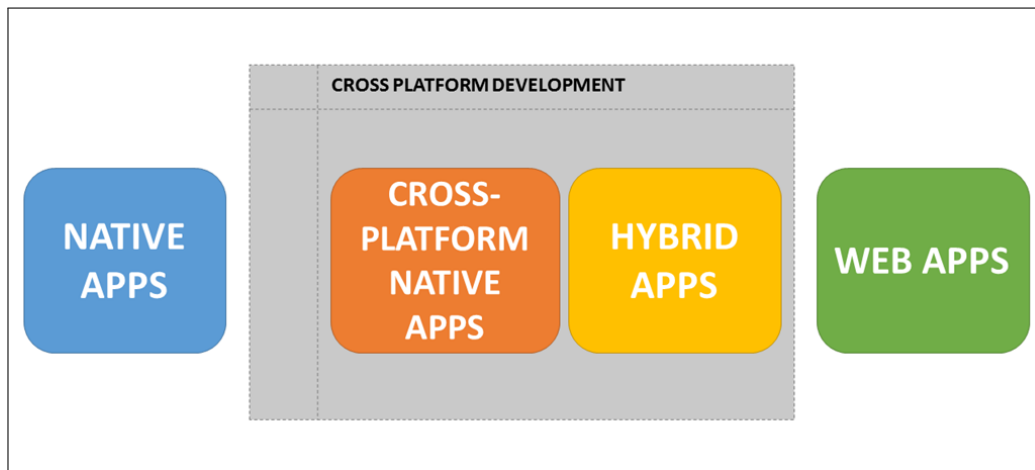 CROSS PLATFORM DEVELOPMENT
NATIVE
APPS
CROSS-
PLATFORM
NATIVE
APPS
HYBRID
APPS
WEB APPS